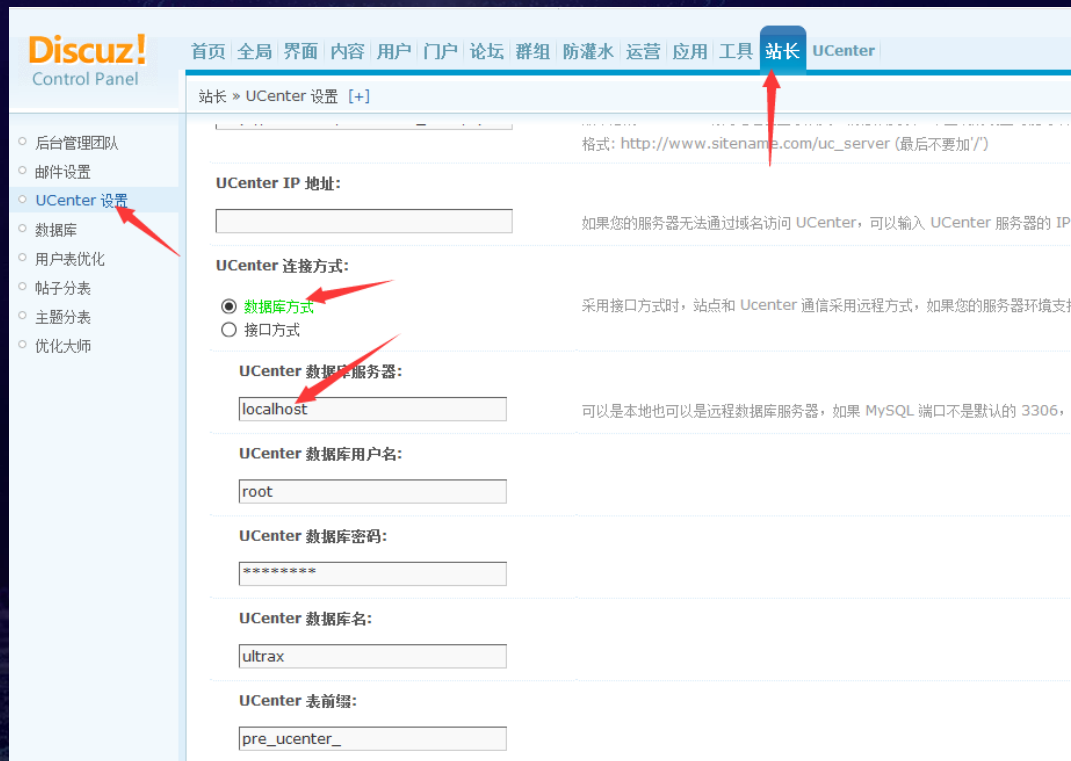 Discuz!
Control Panel
首页 全局 界面 内容 用户 门户 论坛 群组 防灌水 运营 应用 工具 站长 UCenter
站长 » UCenter 设置 [+]
后台管理团队
邮件设置
UCenter 设置
数据库
用户表优化
帖子分表
主题分表
优化大师
格式: http://www.sitename.com/uc_server (最后不要加'/')
UCenter IP 地址:
如果您的服务器无法通过域名访问 UCenter，可以输入 UCenter 服务器的 IP
UCenter 连接方式:
数据库方式
接口方式
采用接口方式时，站点和 Ucenter 通信采用远程方式，如果您的服务器环境支
UCenter 数据库服务器:
localhost
可以是本地也可以是远程数据库服务器，如果 MySQL 端口不是默认的 3306，
UCenter 数据库用户名:
root
UCenter 数据库密码:
********
UCenter 数据库名:
ultrax
UCenter 表前缀:
pre_ucenter_